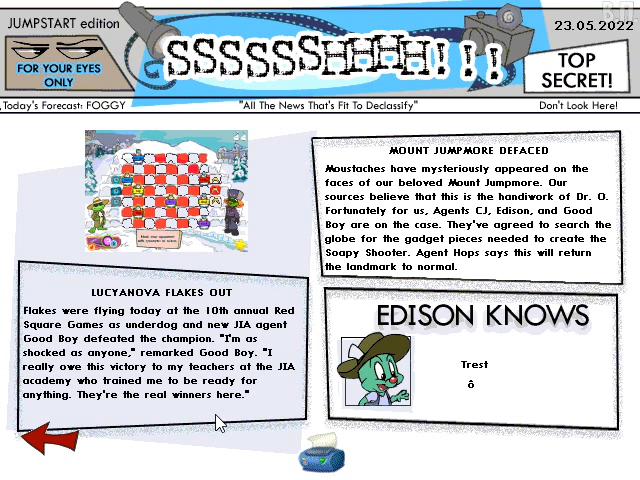 JUMPSTART edition
SSSSSSHHHH!!!
23.05.2022
FOR YOUR EYES
ONLY
TOP
SECRET!
Today's Forecast: FOGGY
"All The News That's Fit To Declassify"
Don't Look Here!
MOUNT JUMPMORE DEFACED
Moustaches have mysteriously appeared on the
faces of our beloved Mount Jumpmore. Our
sources believe that this is the handiwork of Dr. O.
Fortunately for us, Agents CJ, Edison, and Good
Boy are on the case. They've agreed to search the
globe for the gadget pieces needed to create the
Soapy Shooter. Agent Hops says this will return
the landmark to normal.
LUCYANOVA FLAKES OUT
Flakes were flying today at the 10th annual Red
Square Games as underdog and new JIA agent
Good Boy defeated the champion. "I'm as
shocked as anyone," remarked Good Boy. "I
really owe this victory to my teachers at the JIA
academy who trained me to be ready for
anything. They're the real winners here."
EDISON KNOWS
Trest
ô